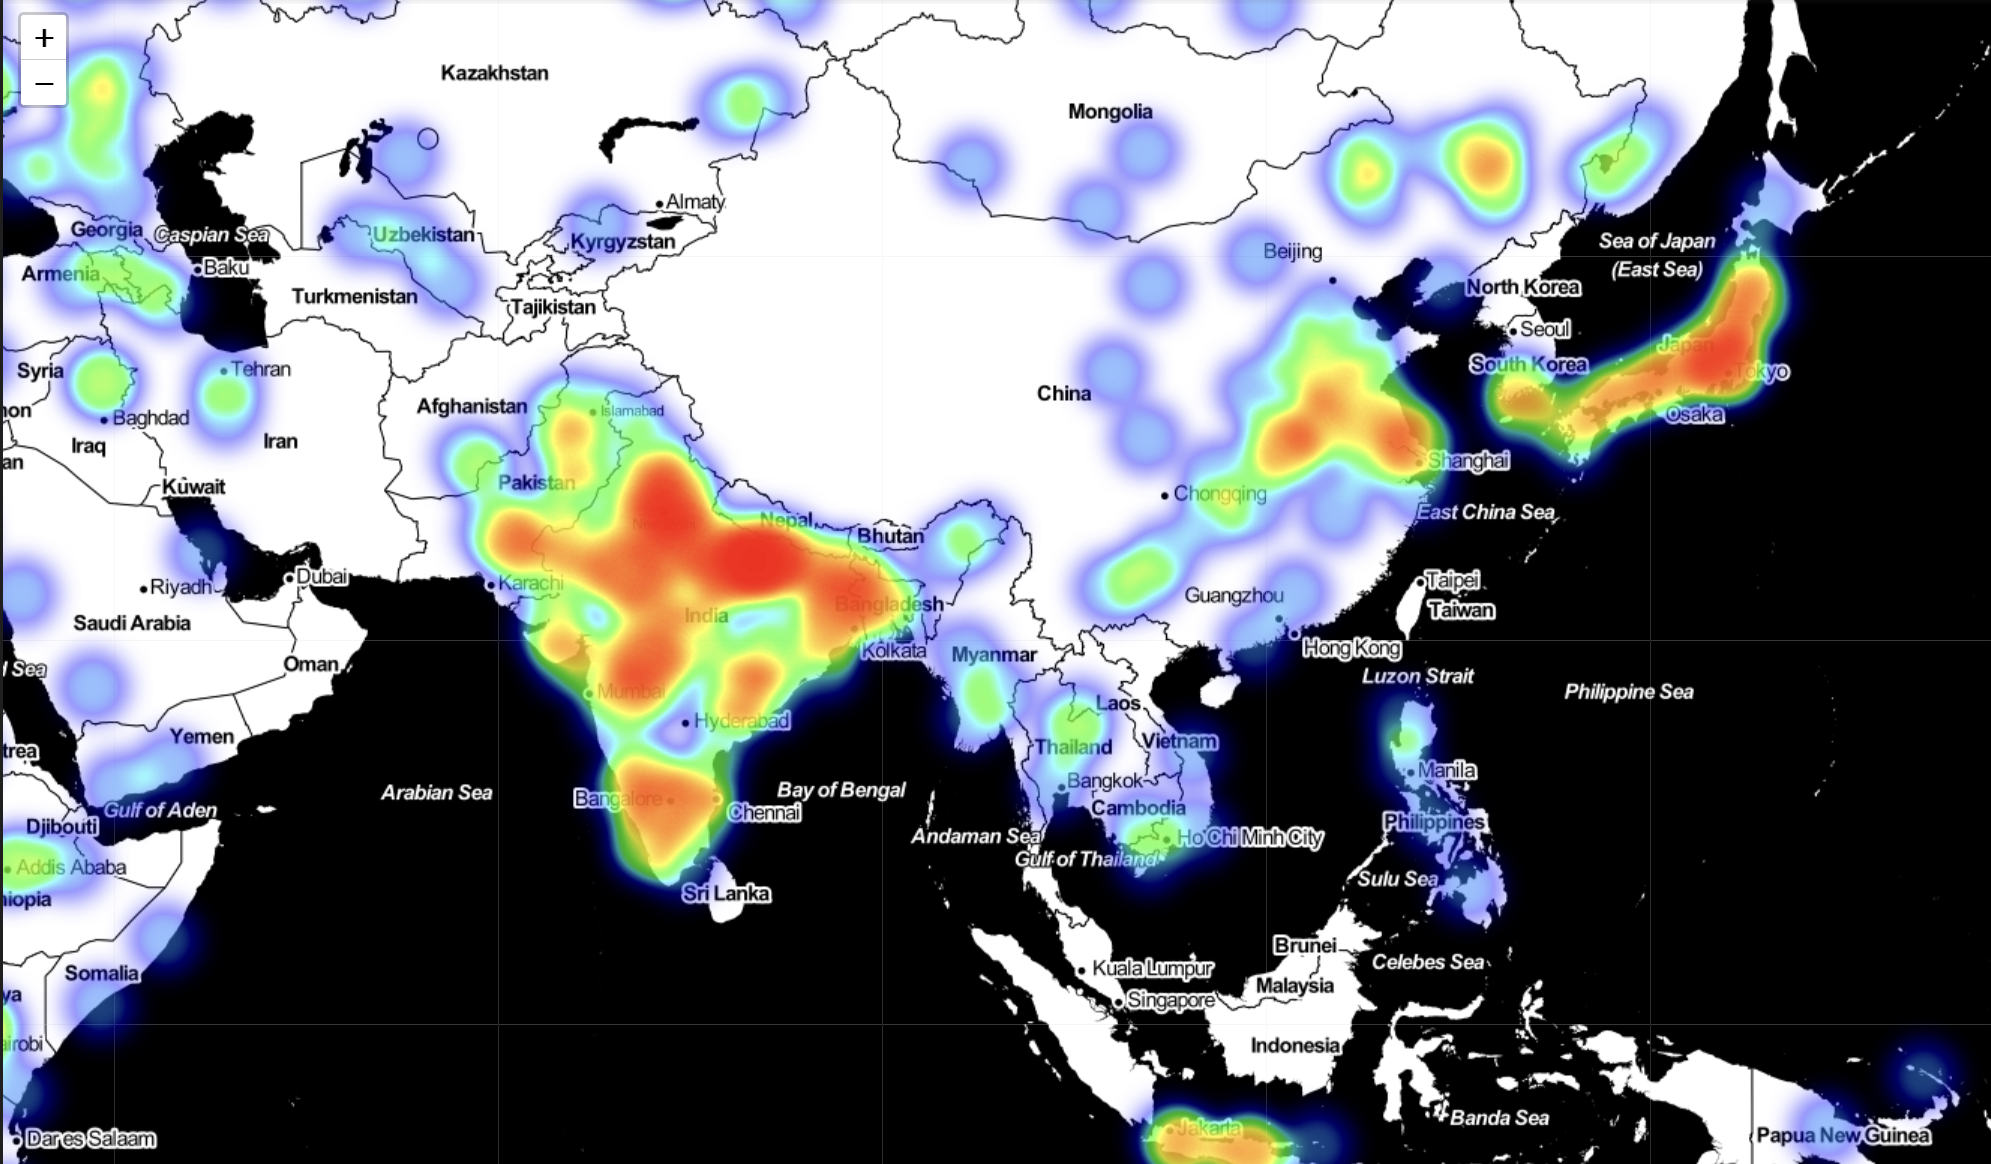 +
−
Kazakhstan
Mongolia
Almaty
Georgia
Caspian Sea
Uzbekistan
Kyrgyzstan
Beijing
Sea of Japan
(East Sea)
Armenia
Baku
Turkmenistan
Tajikistan
North Korea
Seoul
Japan
Syria
Tehran
South Korea
Tokyo
China
Afghanistan
Islamabad
non
Baghdad
Osaka
Iraq
Iran
an
Shanghai
Pakistan
Kuwait
Chongqing
East China Sea
Nepal
Bhutan
Riyadh
Dubai
Karachi
Taipei
Guangzhou
Bangladesh
Taiwan
India
Saudi Arabia
Hong Kong
Kolkata
Myanmar
Oman
l Sea
Luzon Strait
Mumbai
Philippine Sea
Laos
Hyderabad
Yemen
Thailand
Vietnam
trea
Manila
Bangkok
Arabian Sea
Bay of Bengal
Bangalore
Chennai
Gulf of Aden
Cambodia
Djibouti
Philippines
Andaman Sea
Ho Chi Minh City
Gulf of Thailand
Addis Ababa
Sulu Sea
Sri Lanka
hiopia
Brunei
Celebes Sea
Kuala Lumpur
Somalia
Malaysia
ya
Singapore
airobi
Indonesia
Banda Sea
Jakarta
Papua New Guinea
Dar es Salaam